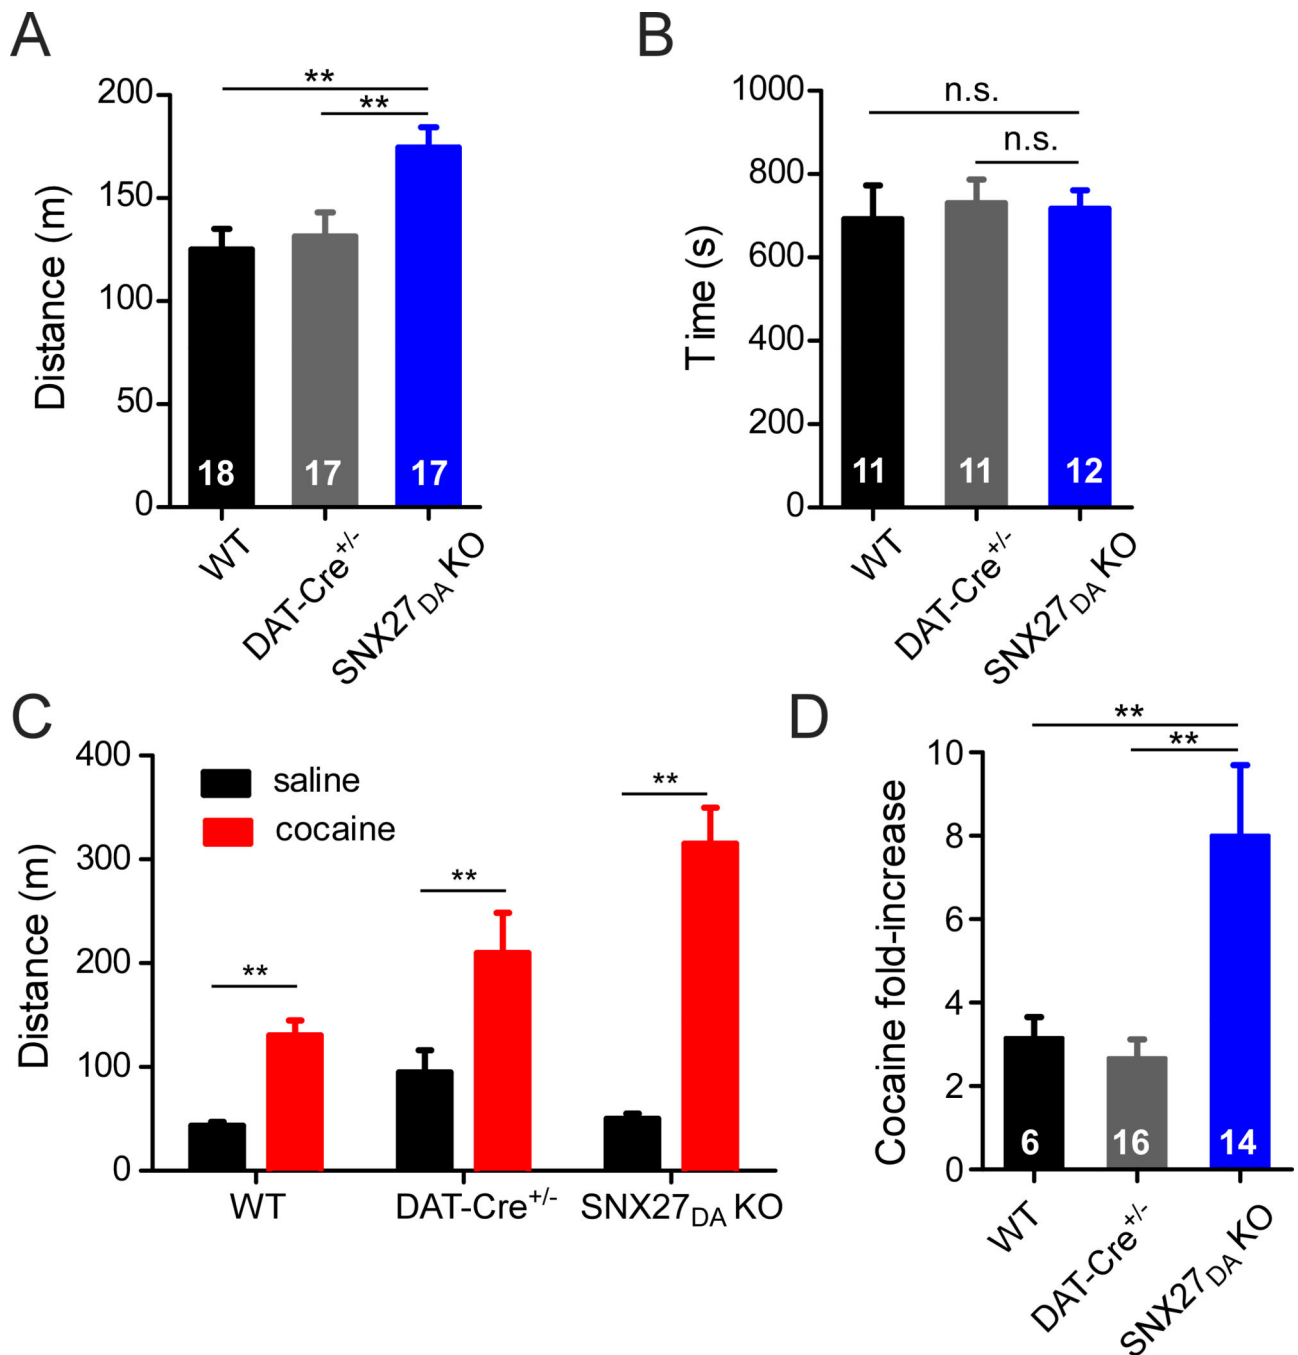 A
**
**
200
150
100
50
0
Distance (m)
18
17
17
WT
DAT-Cre+/-
SNX27DA KO
B
n.s.
n.s.
1000
800
600
400
200
0
Time (s)
11
11
12
WT
DAT-Cre+/-
SNX27DA KO
C
400
300
200
100
0
Distance (m)
saline
cocaine
**
**
**
WT
DAT-Cre+/-
SNX27DA KO
D
**
**
10
8
6
4
2
0
Cocaine fold-increase
6
16
14
WT
DAT-Cre+/-
SNX27DA KO